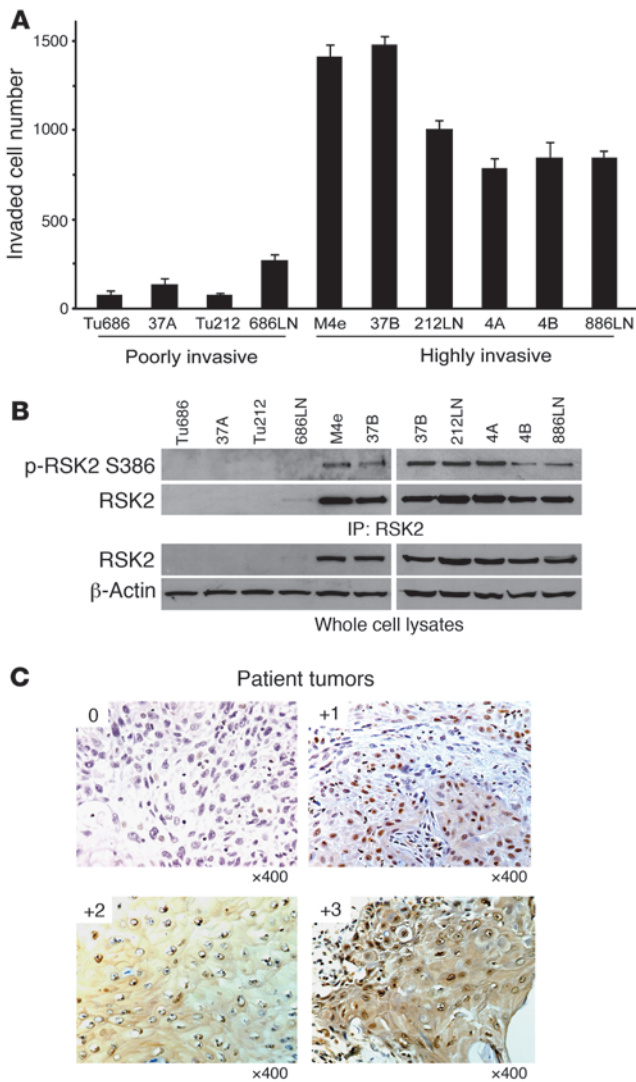 A
Invaded cell number
1500
1000
500
0
Tu686 37A Tu212 686LN M4e 37B 212LN 4A 4B 886LN
Poorly invasive Highly invasive
B
Tu686 37A Tu212 686LN M4e 37B 37B 212LN 4A 4B 886LN
p-RSK2 S386
RSK2
IP: RSK2
RSK2
β-Actin
Whole cell lysates
C
Patient tumors
0 +1
×400 ×400
+2 +3
×400 ×400